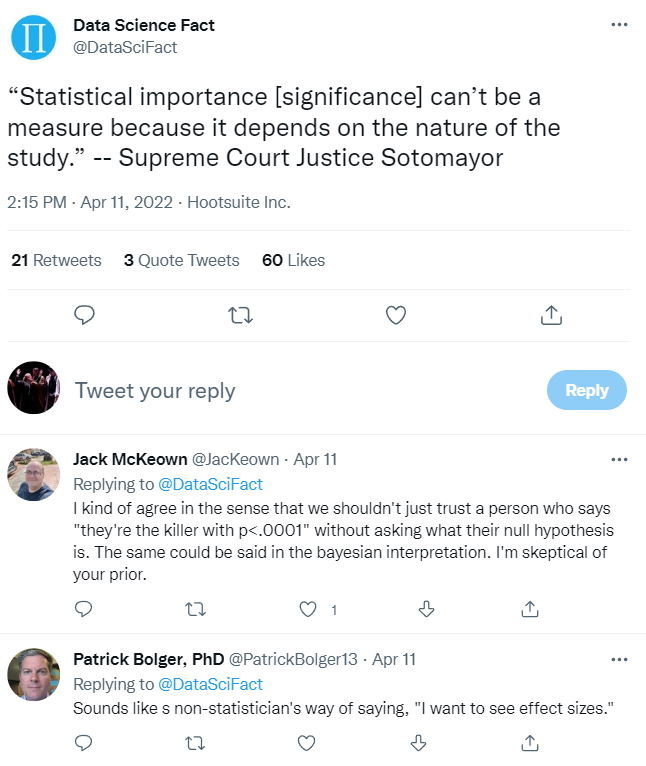 Data Science Fact
@DataSciFact
“Statistical importance [significance] can’t be a
measure because it depends on the nature of the
study.” -- Supreme Court Justice Sotomayor
2:15 PM · Apr 11, 2022 · Hootsuite Inc.
21 Retweets 3 Quote Tweets 60 Likes
Tweet your reply
Reply
Jack McKeown @JacKeown · Apr 11
Replying to @DataSciFact
I kind of agree in the sense that we shouldn't just trust a person who says
"they're the killer with p<.0001" without asking what their null hypothesis
is. The same could be said in the bayesian interpretation. I'm skeptical of
your prior.
1
Patrick Bolger, PhD @PatrickBolger13 · Apr 11
Replying to @DataSciFact
Sounds like s non-statistician's way of saying, "I want to see effect sizes."